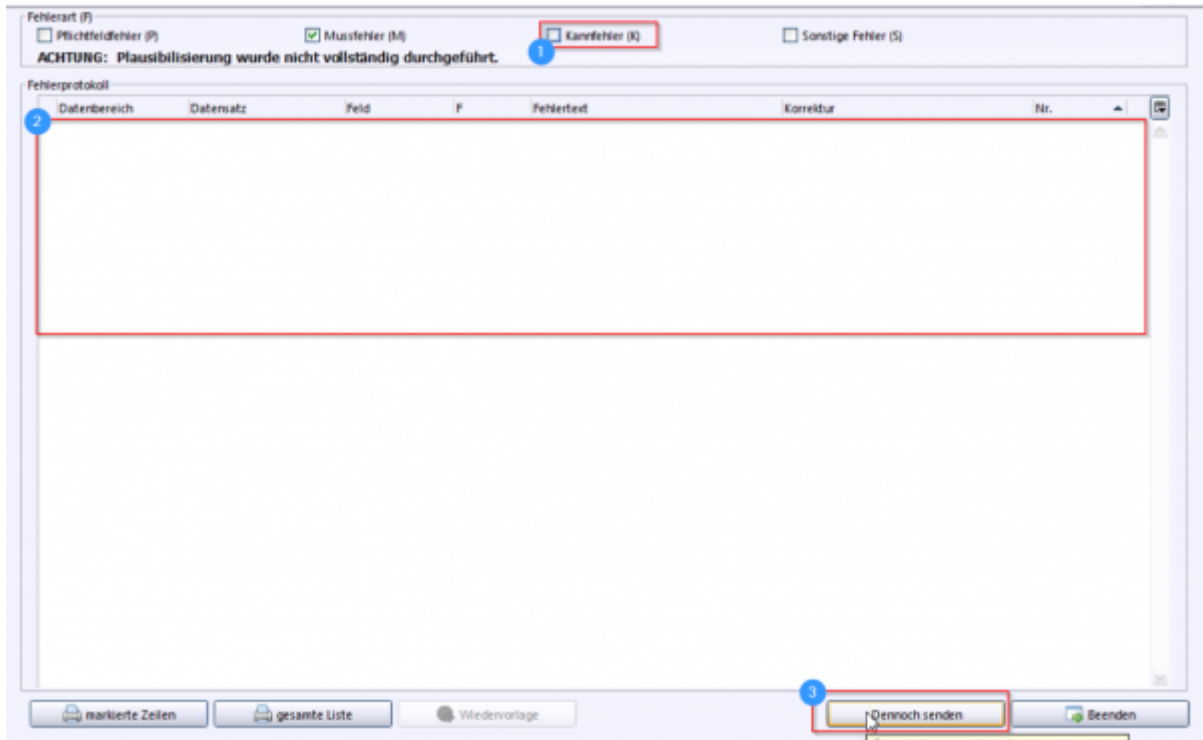 Fehlerart (F)
Pflichtfeldfehler (P) Mussfehler (M) Kannfehler (K) Sonstige Fehler (S)
1
ACHTUNG: Plausibilisierung wurde nicht vollständig durchgeführt.
Fehlerprotokoll
Datenbereich Datensatz Feld F Fehlertext Korrektur Nr.
2
3
markierte Zeilen gesamte Liste Wiedervorlage Dennoch senden Beenden